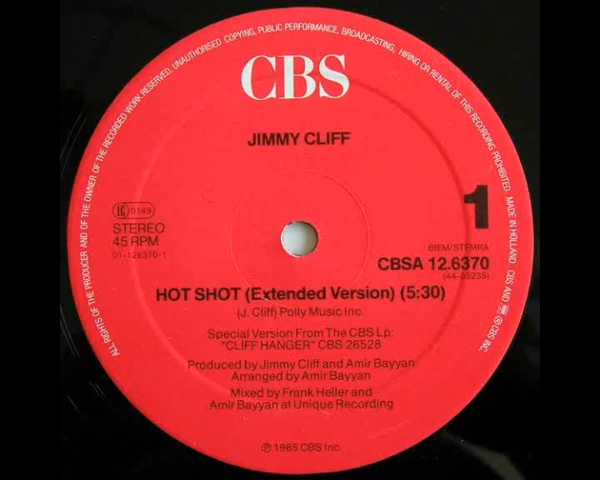 ALL RIGHTS OF THE PRODUCER AND OF THE OWNER OF THE RECORDED WORK RESERVED. UNAUTHORISED COPYING, PUBLIC PERFORMANCE, BROADCASTING, HIRING OR RENTAL OF THIS RECORDING PROHIBITED. MADE IN HOLLAND. CBS AND ® CBS INC.
CBS
JIMMY CLIFF
LC 0149
STEREO
45 RPM
01-126370-1
1
BIEM/STEMRA
CBSA 12.6370
(44-05235)
HOT SHOT (Extended Version) (5:30)
(J. Cliff) Polly Music Inc.
Special Version From The CBS Lp:
"CLIFF HANGER" CBS 26528
Produced by Jimmy Cliff and Amir Bayyan
Arranged by Amir Bayyan
Mixed by Frank Heller and
Amir Bayyan at Unique Recording
℗ 1985 CBS Inc.